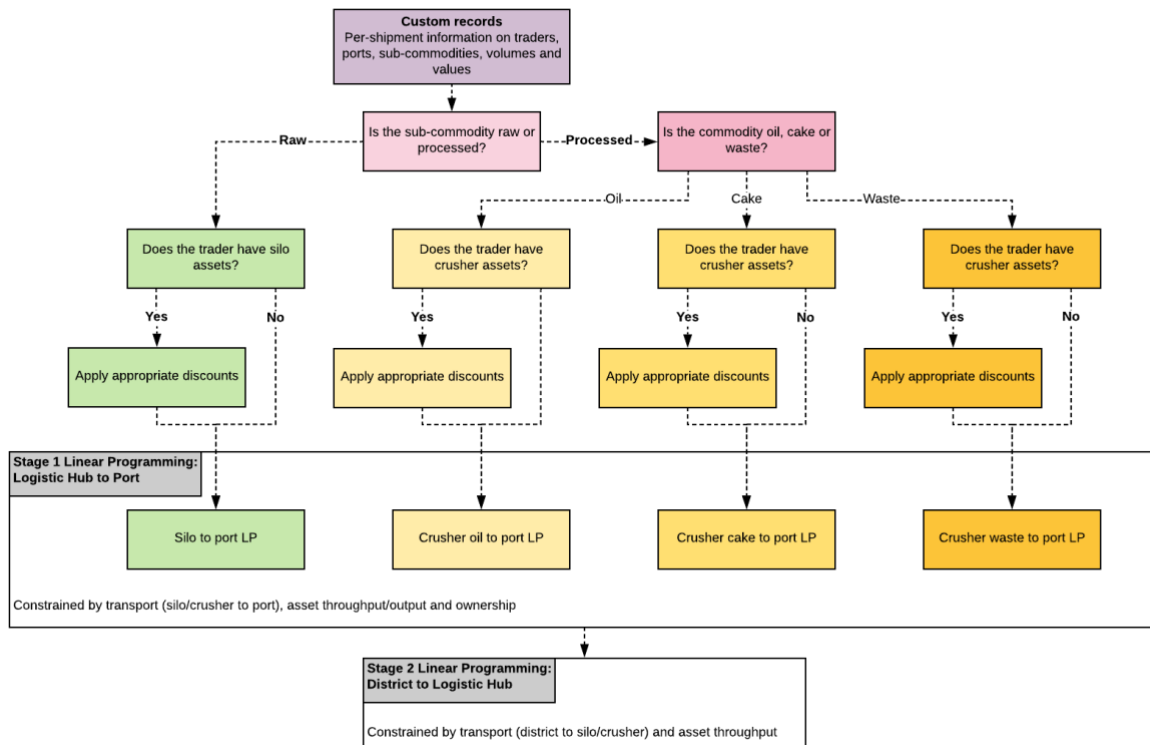 Custom records
Per-shipment information on traders,
ports, sub-commodities, volumes and
values
Is the sub-commodity raw or
processed?
Raw
Processed
Is the commodity oil, cake or
waste?
Oil
Cake
Waste
Does the trader have silo
assets?
Does the trader have
crusher assets?
Does the trader have
crusher assets?
Does the trader have
crusher assets?
Yes
No
Yes
Yes
No
Yes
No
Apply appropriate discounts
Apply appropriate discounts
Apply appropriate discounts
Apply appropriate discounts
Stage 1 Linear Programming:
Logistic Hub to Port
Silo to port LP
Crusher oil to port LP
Crusher cake to port LP
Crusher waste to port LP
Constrained by transport (silo/crusher to port), asset throughput/output and ownership
Stage 2 Linear Programming:
District to Logistic Hub
Constrained by transport (district to silo/crusher) and asset throughput